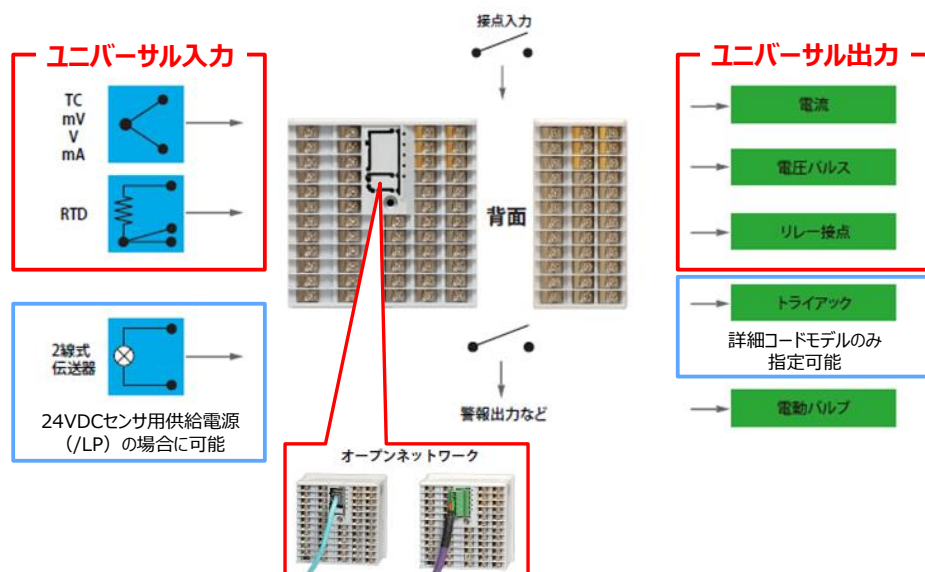 接点入力
ユニバーサル入力
TC
mV
V
mA
RTD
2線式
伝送器
24VDCセンサ用供給電源
(/LP)の場合に可能
背面
警報出力など
オープンネットワーク
ユニバーサル出力
電流
電圧パルス
リレー接点
トライアック
詳細コードモデルのみ
指定可能
電動バルブ